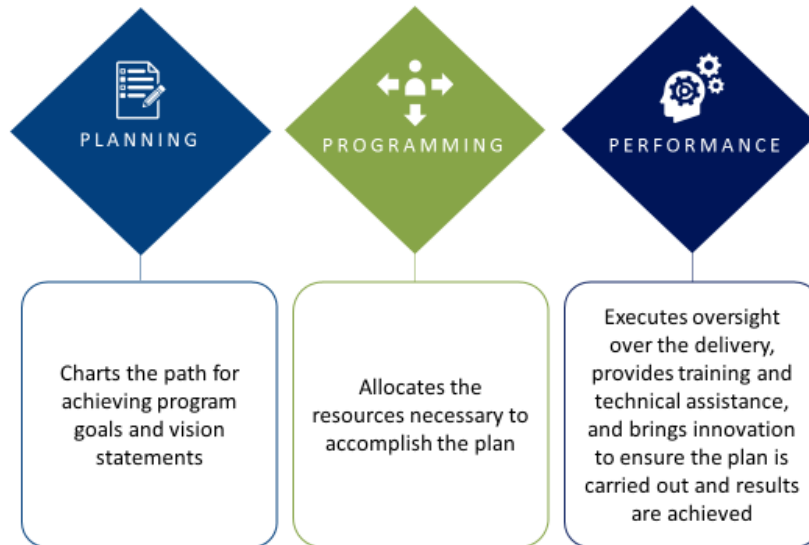 PLANNING
PROGRAMMING
PERFORMANCE
Charts the path for
achieving program
goals and vision
statements
Allocates the
resources necessary to
accomplish the plan
Executes oversight
over the delivery,
provides training and
technical assistance,
and brings innovation
to ensure the plan is
carried out and results
are achieved